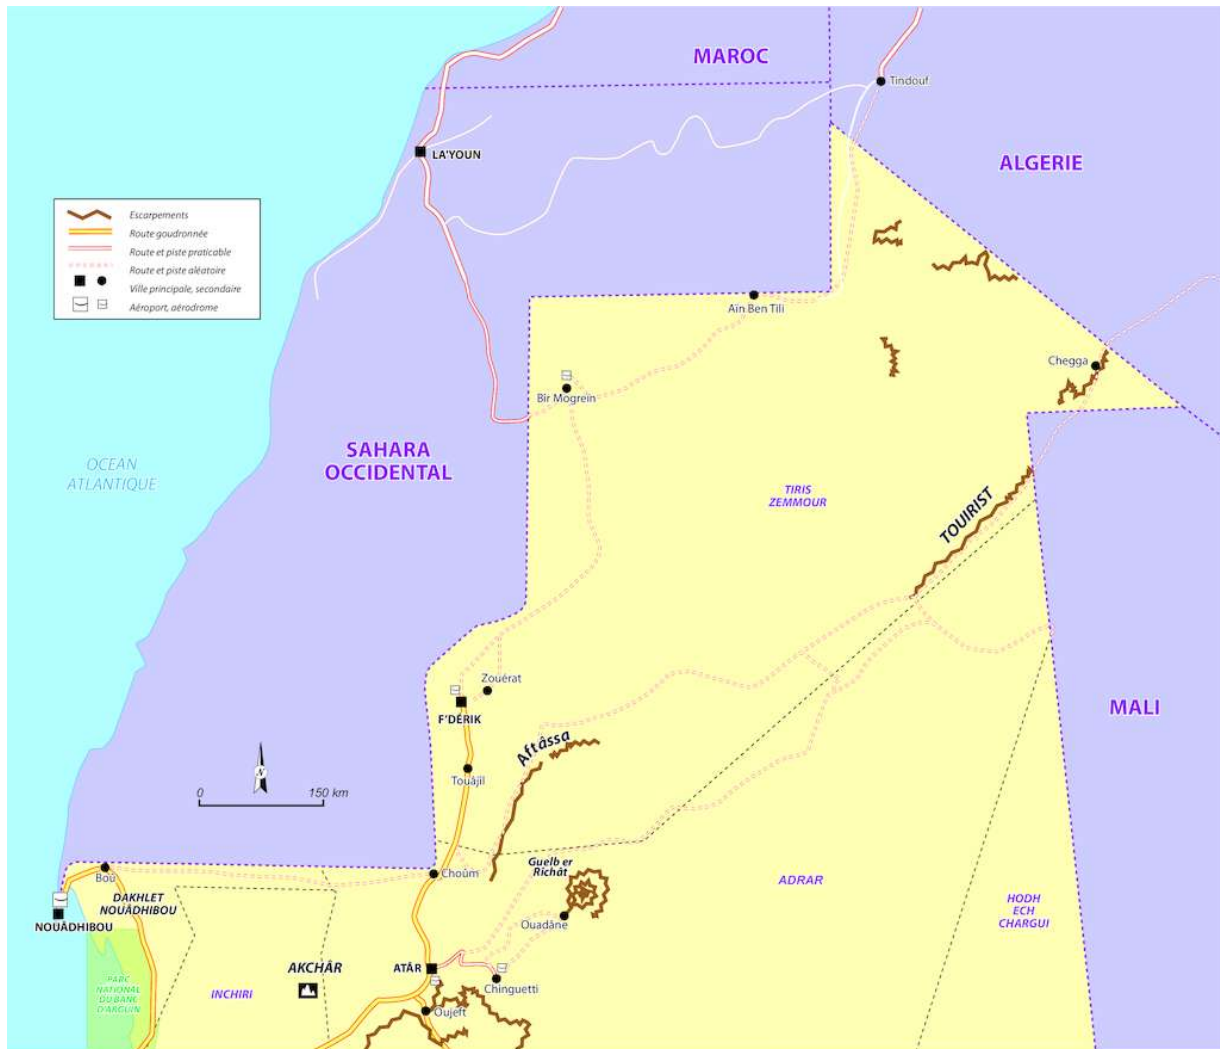 MAROC
Tindouf
ALGERIE
LA'YOUN
Escarpements
Route goudronnée
Route et piste praticable
Route et piste aléatoire
Ville principale, secondaire
Aéroport, aérodrome
Aïn Ben Tili
Chegga
Bîr Mogreïn
SAHARA
OCCIDENTAL
OCEAN
ATLANTIQUE
TIRIS
ZEMMOUR
TOUIRIST
Zouérat
F'DÉRIK
MALI
Aftâssa
Touâjîl
N
0 150 km
Guelb er
Richât
Choûm
Boû
DAKHLET
NOUÂDHIBOU
NOUÂDHIBOU
ADRAR
HODH
ECH
CHARGUI
Ouadâne
AKCHÂR
ATÂR
Chinguetti
PARC
NATIONAL
DU BANC
D'ARGUIN
INCHIRI
Oujeft